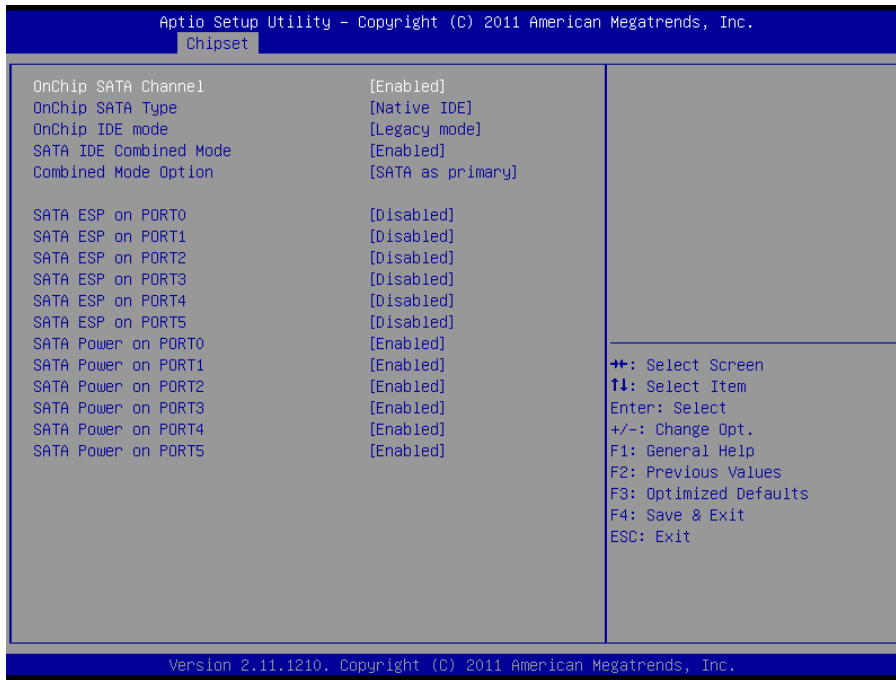 Aptio Setup Utility – Copyright (C) 2011 American Megatrends, Inc.
Chipset
OnChip SATA Channel [Enabled]
OnChip SATA Type [Native IDE]
OnChip IDE mode [Legacy mode]
SATA IDE Combined Mode [Enabled]
Combined Mode Option [SATA as primary]
SATA ESP on PORT0 [Disabled]
SATA ESP on PORT1 [Disabled]
SATA ESP on PORT2 [Disabled]
SATA ESP on PORT3 [Disabled]
SATA ESP on PORT4 [Disabled]
SATA ESP on PORT5 [Disabled]
SATA Power on PORT0 [Enabled]
SATA Power on PORT1 [Enabled]
SATA Power on PORT2 [Enabled]
SATA Power on PORT3 [Enabled]
SATA Power on PORT4 [Enabled]
SATA Power on PORT5 [Enabled]
→←: Select Screen
↑↓: Select Item
Enter: Select
+/-: Change Opt.
F1: General Help
F2: Previous Values
F3: Optimized Defaults
F4: Save & Exit
ESC: Exit
Version 2.11.1210. Copyright (C) 2011 American Megatrends, Inc.